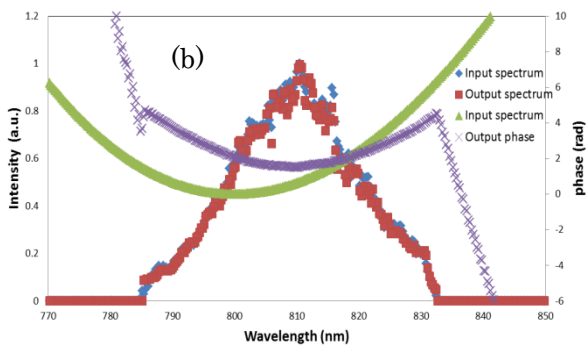 (b)
Intensity (a.u.)
1.2
1
0.8
0.6
0.4
0.2
0
10
8
6
4
2
0
-2
-4
-6
phase (rad)
770 780 790 800 810 820 830 840 850
Wavelength (nm)
Input spectrum
Output spectrum
Input spectrum
Output phase